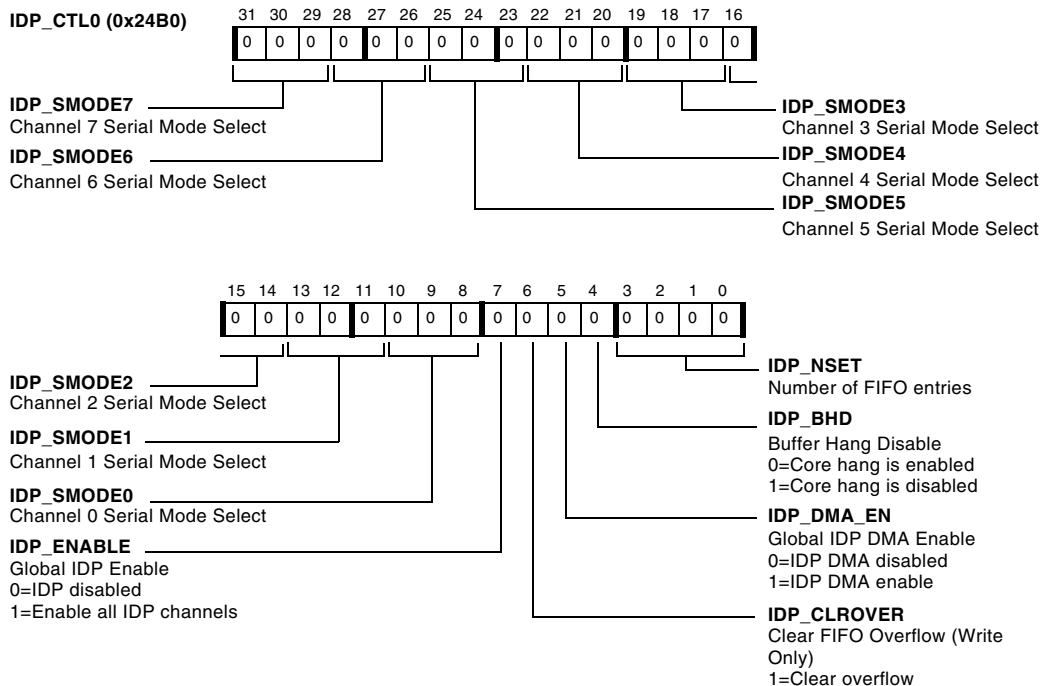 IDP_CTL0 (0x24B0)
31 30 29 28 27 26 25 24 23 22 21 20 19 18 17 16
0 0 0 0 0 0 0 0 0 0 0 0 0 0 0 0
IDP_SMODE7
Channel 7 Serial Mode Select
IDP_SMODE6
Channel 6 Serial Mode Select
IDP_SMODE3
Channel 3 Serial Mode Select
IDP_SMODE4
Channel 4 Serial Mode Select
IDP_SMODE5
Channel 5 Serial Mode Select
15 14 13 12 11 10 9 8 7 6 5 4 3 2 1 0
0 0 0 0 0 0 0 0 0 0 0 0 0 0 0 0
IDP_SMODE2
Channel 2 Serial Mode Select
IDP_SMODE1
Channel 1 Serial Mode Select
IDP_SMODE0
Channel 0 Serial Mode Select
IDP_ENABLE
Global IDP Enable
0=IDP disabled
1=Enable all IDP channels
IDP_NSET
Number of FIFO entries
IDP_BHD
Buffer Hang Disable
0=Core hang is enabled
1=Core hang is disabled
IDP_DMA_EN
Global IDP DMA Enable
0=IDP DMA disabled
1=IDP DMA enable
IDP_CLROVER
Clear FIFO Overflow (Write
Only)
1=Clear overflow